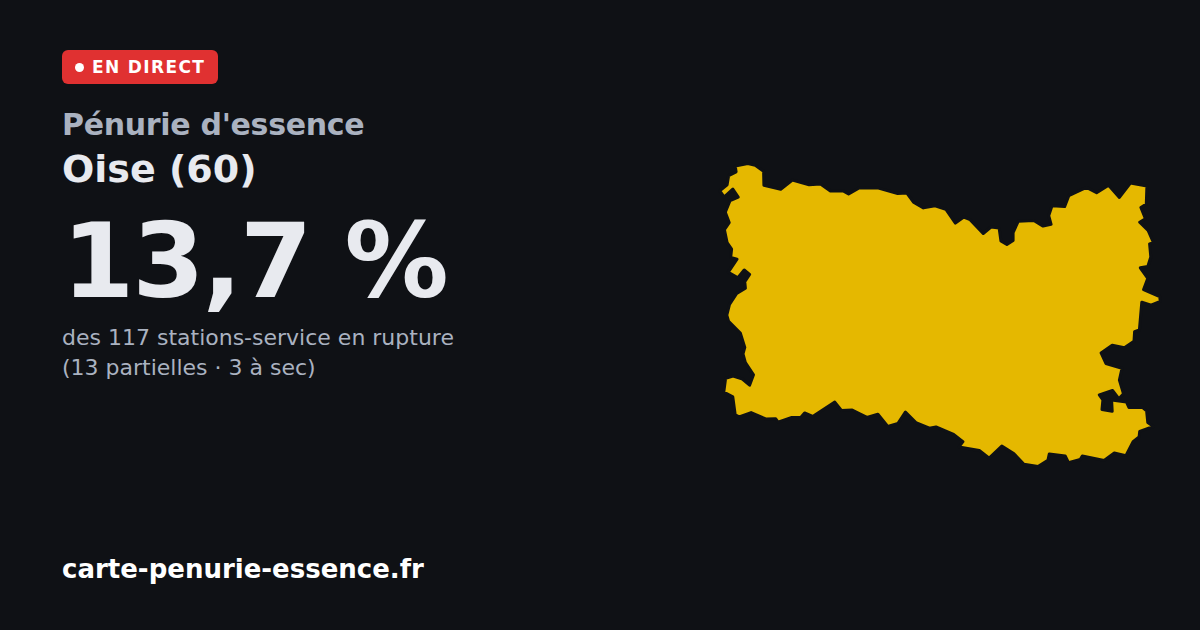 EN DIRECT
Pénurie d'essence
Oise (60)
13,7 %
des 117 stations-service en rupture
(13 partielles · 3 à sec)
carte-penurie-essence.fr